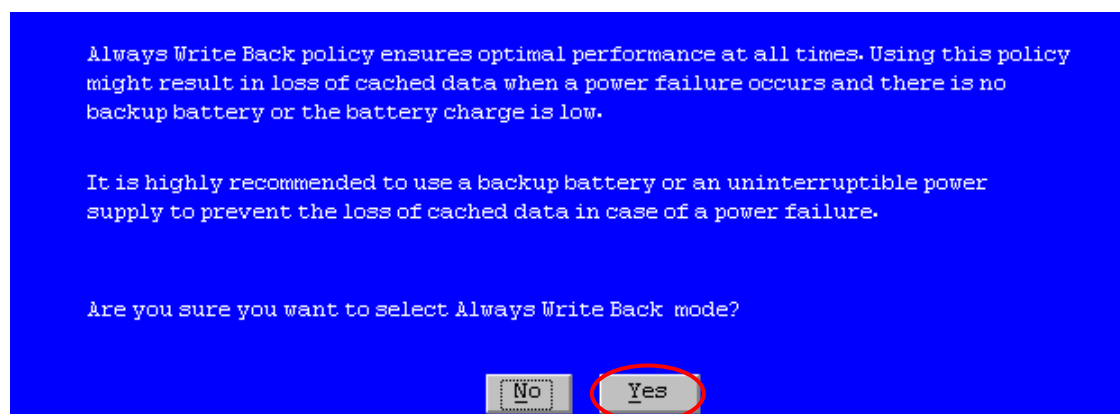 Always Write Back policy ensures optimal performance at all times. Using this policy
might result in loss of cached data when a power failure occurs and there is no
backup battery or the battery charge is low.
It is highly recommended to use a backup battery or an uninterruptible power
supply to prevent the loss of cached data in case of a power failure.
Are you sure you want to select Always Write Back mode?
No Yes